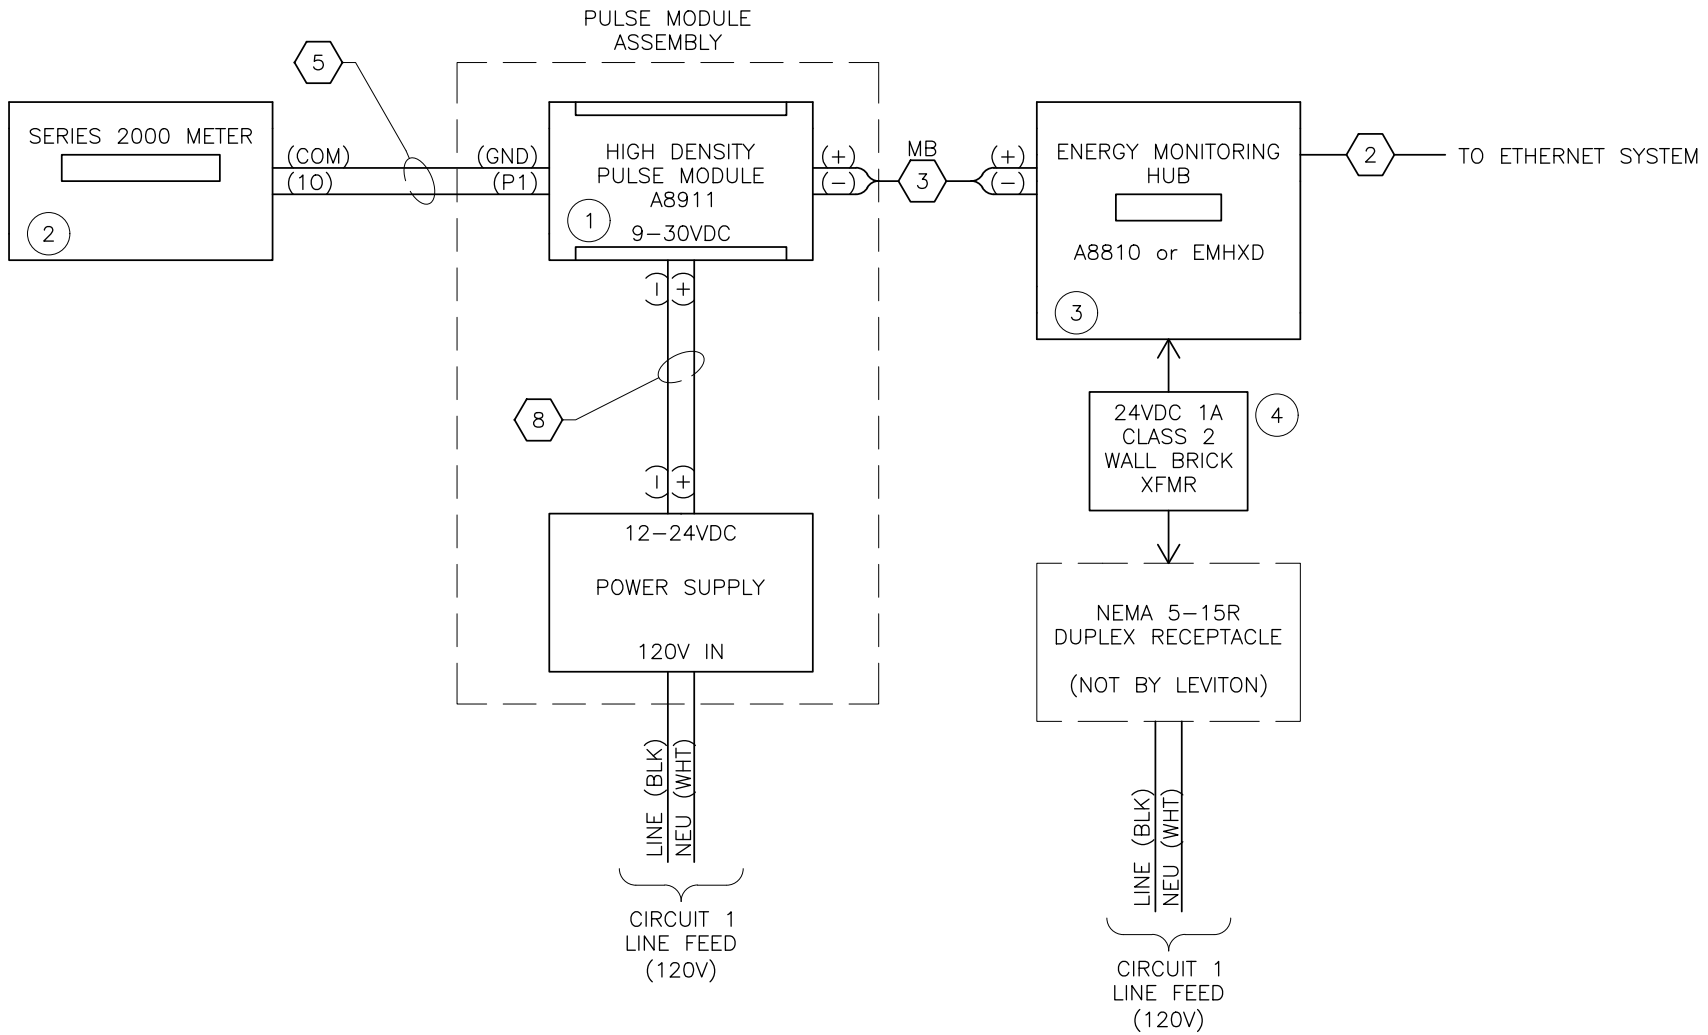 PULSE MODULE
ASSEMBLY
5
SERIES 2000 METER
2
(COM)
(10)
(GND)
(P1)
HIGH DENSITY
PULSE MODULE
A8911
1
9-30VDC
(+)
(-)
MB
3
(+)
(-)
ENERGY MONITORING
HUB
A8810 or EMHXD
3
2
TO ETHERNET SYSTEM
(-)
(+)
8
(-)
(+)
24VDC 1A
CLASS 2
WALL BRICK
XFMR
4
12-24VDC
POWER SUPPLY
120V IN
NEMA 5-15R
DUPLEX RECEPTACLE
(NOT BY LEVITON)
LINE (BLK)
NEU (WHT)
CIRCUIT 1
LINE FEED
(120V)
LINE (BLK)
NEU (WHT)
CIRCUIT 1
LINE FEED
(120V)